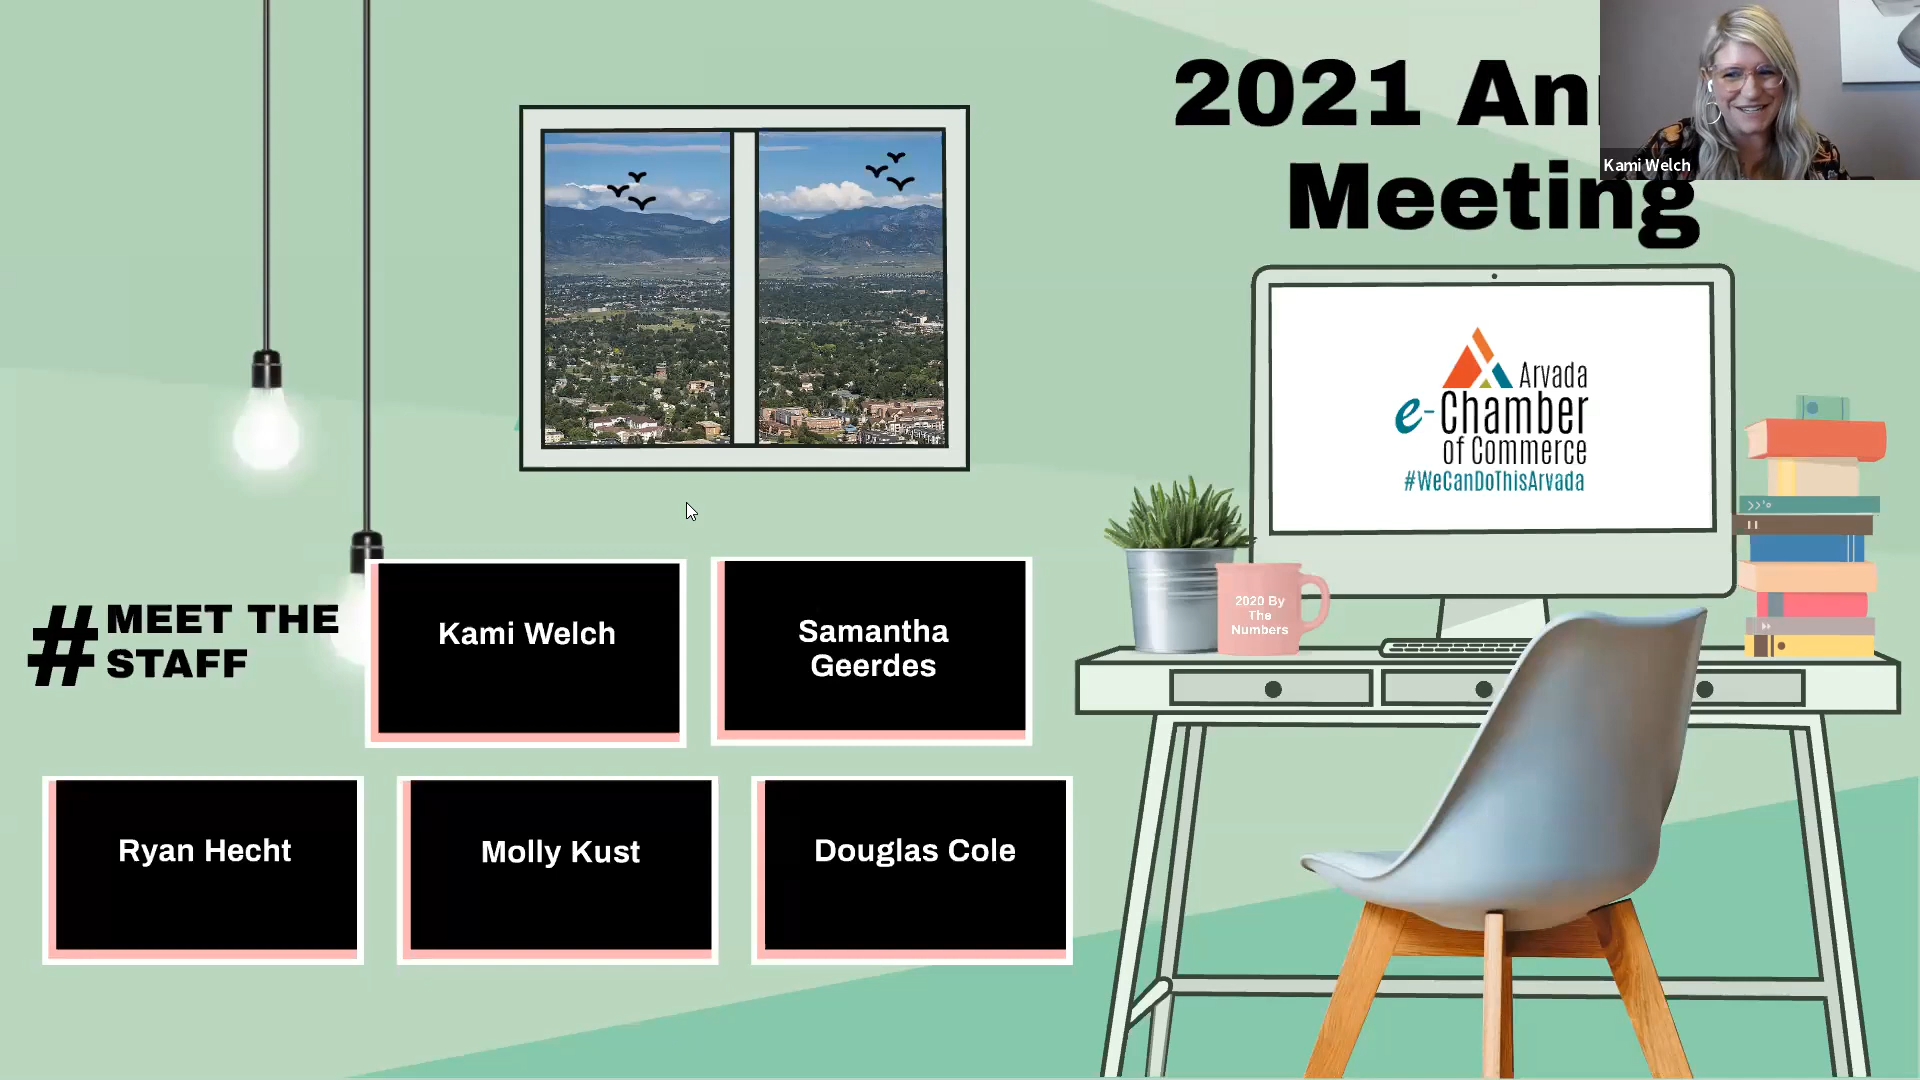 2021 An
Meeting
Kami Welch
Arvada
e-Chamber
of Commerce
#WeCanDoThisArvada
2020 By
The
Numbers
# MEET THE
STAFF
Kami Welch
Samantha
Geerdes
Ryan Hecht
Molly Kust
Douglas Cole